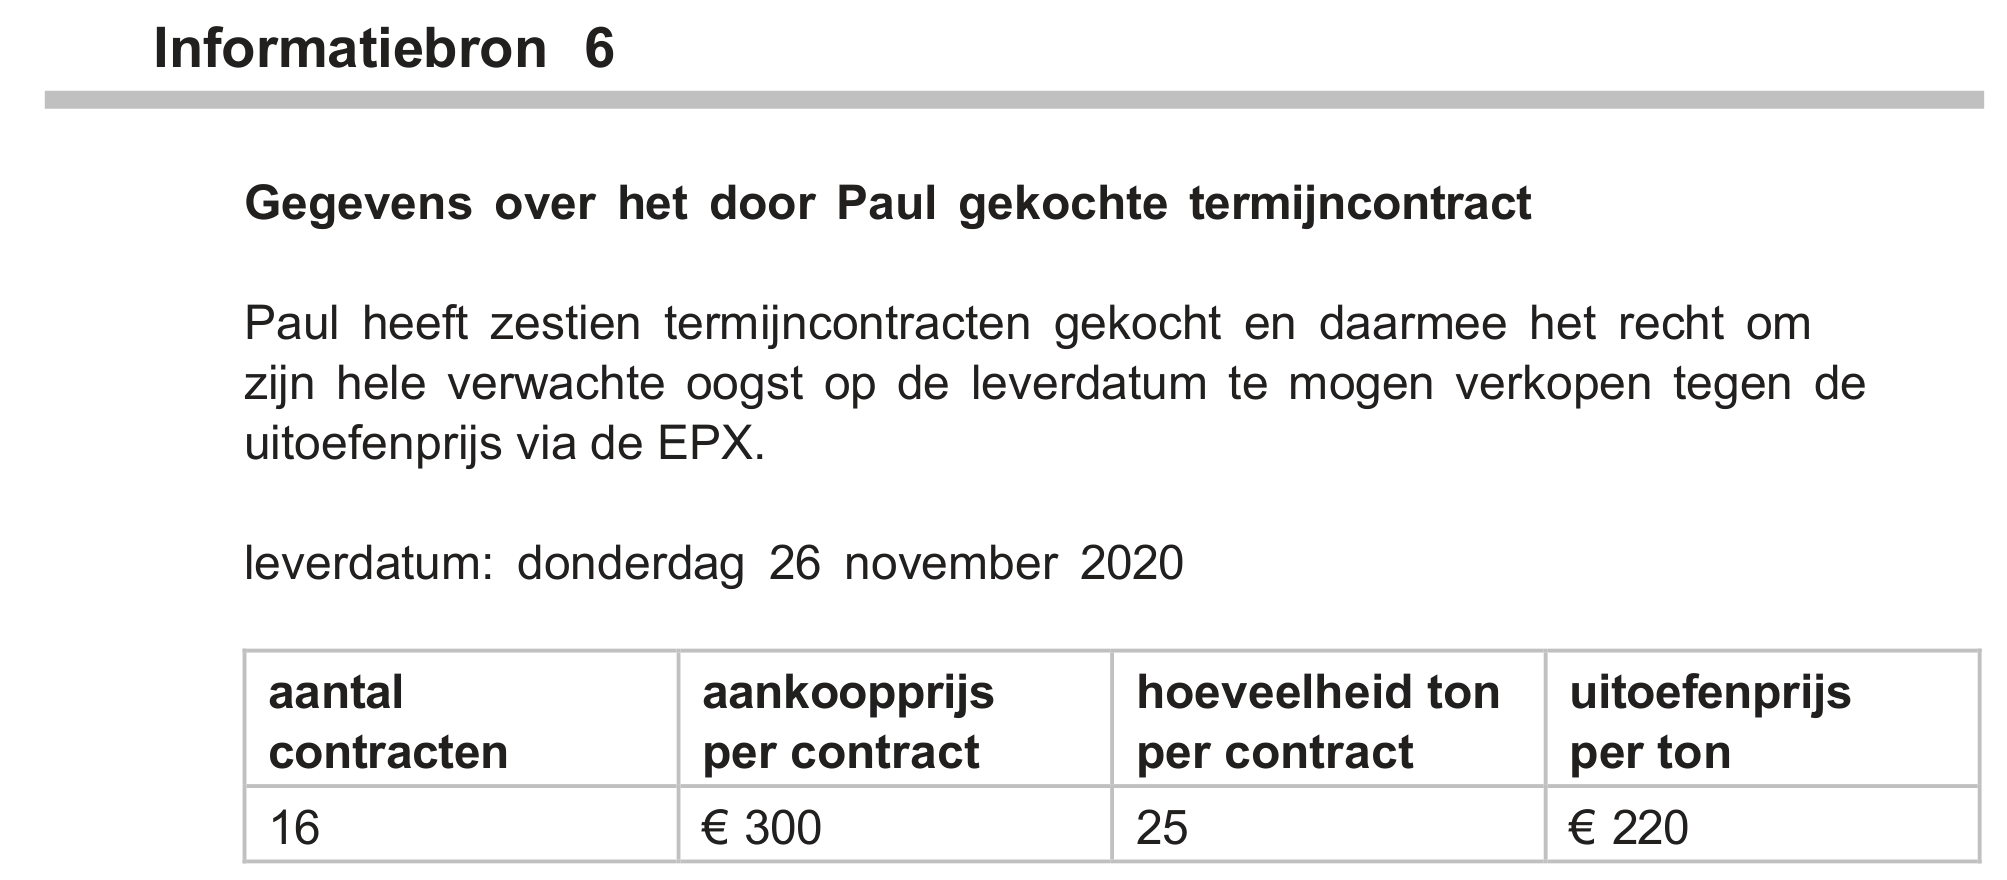 Informatiebron 6
Gegevens over het door Paul gekochte termijncontract
Paul heeft zestien termijncontracten gekocht en daarmee het recht om
zijn hele verwachte oogst op de leverdatum te mogen verkopen tegen de
uitoefenprijs via de EPX.
leverdatum: donderdag 26 november 2020
aantal contracten
aankoopprijs per contract
hoeveelheid ton per contract
uitoefenprijs per ton
16
€ 300
25
€ 220